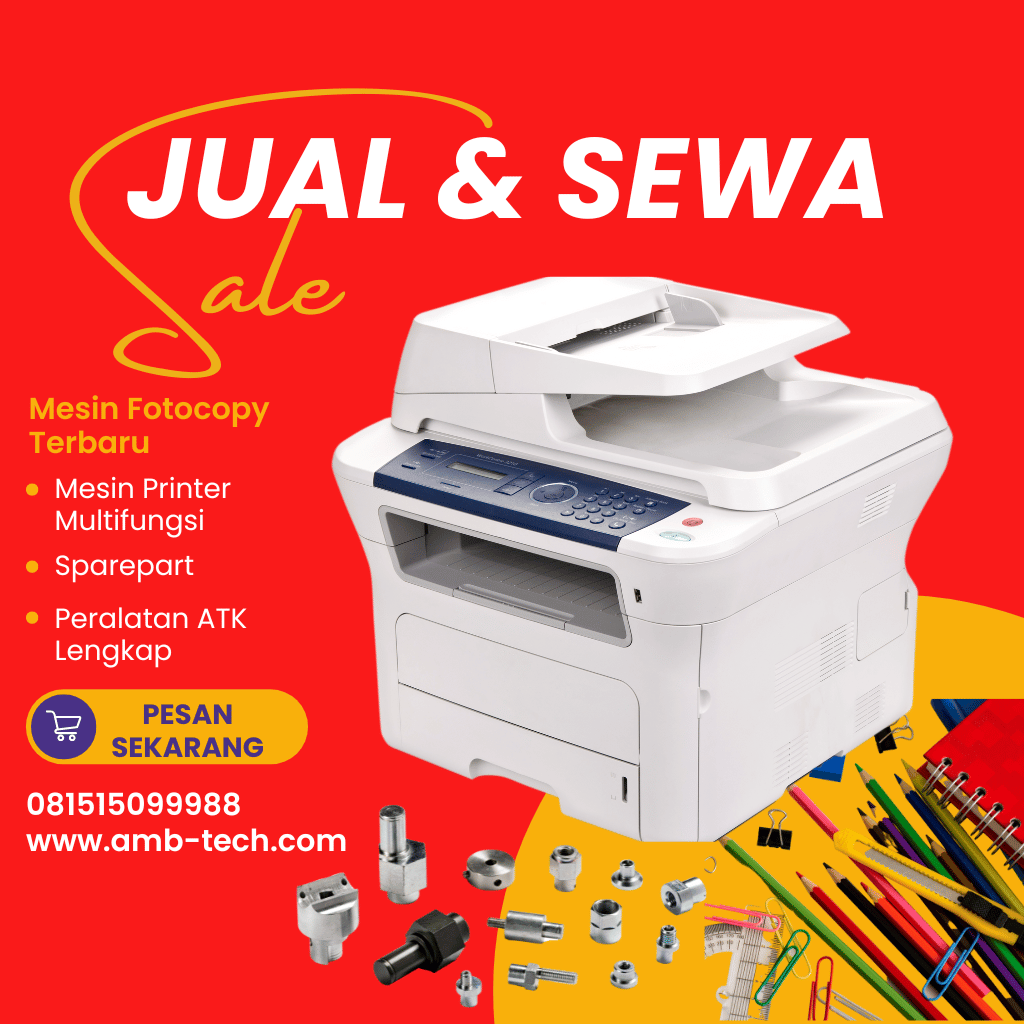 JUAL & SEWA
Sale
Mesin Fotocopy
Terbaru
Mesin Printer
Multifungsi
Sparepart
Peralatan ATK
Lengkap
PESAN
SEKARANG
081515099988
www.amb-tech.com